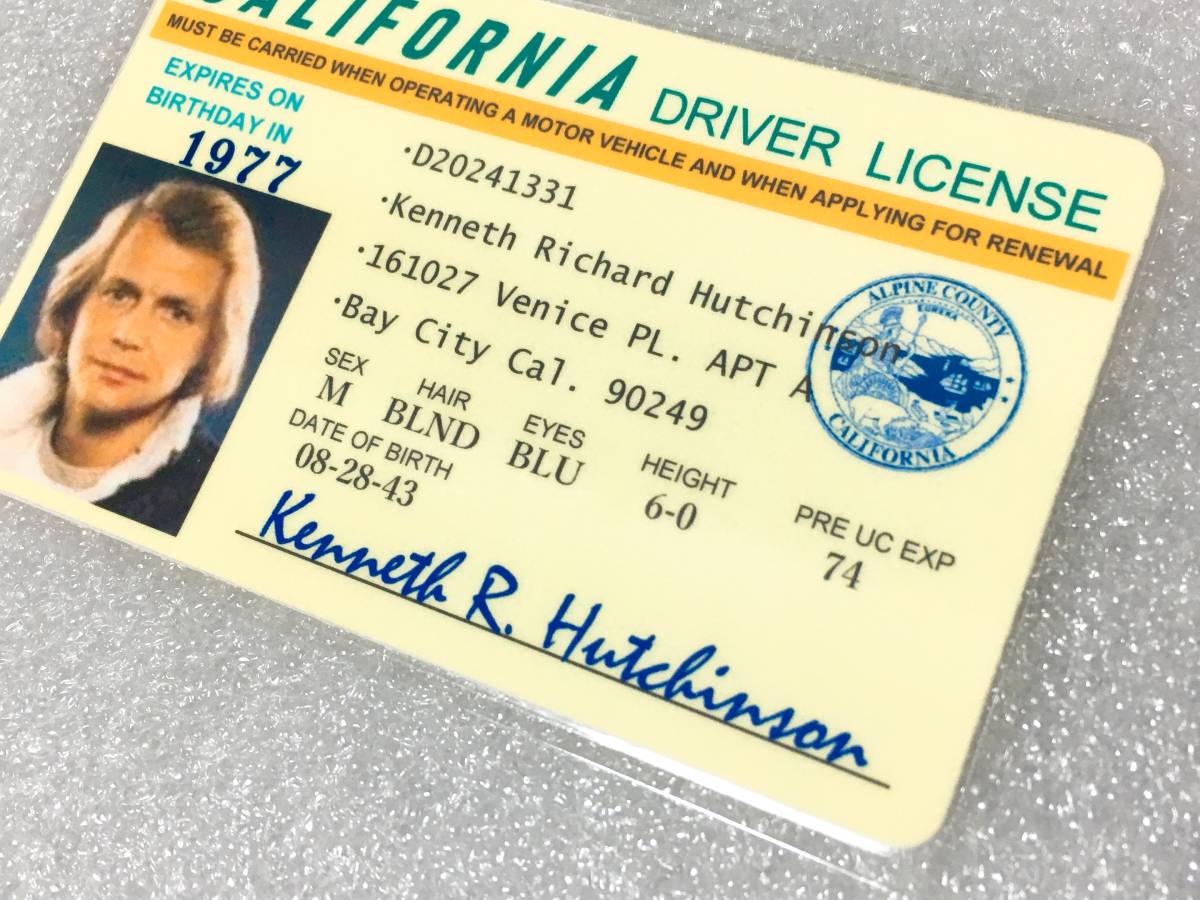 CALIFORNIA DRIVER LICENSE
MUST BE CARRIED WHEN OPERATING A MOTOR VEHICLE AND WHEN APPLYING FOR RENEWAL
EXPIRES ON
BIRTHDAY IN
1977
·D20241331
·Kenneth Richard Hutchinson
·161027 Venice PL. APT A
·Bay City Cal. 90249
ALPINE COUNTY
EUREKA
CALIFORNIA
SEX HAIR EYES HEIGHT PRE UC EXP
M BLND BLU 6-0 74
DATE OF BIRTH
08-28-43
Kenneth R. Hutchinson